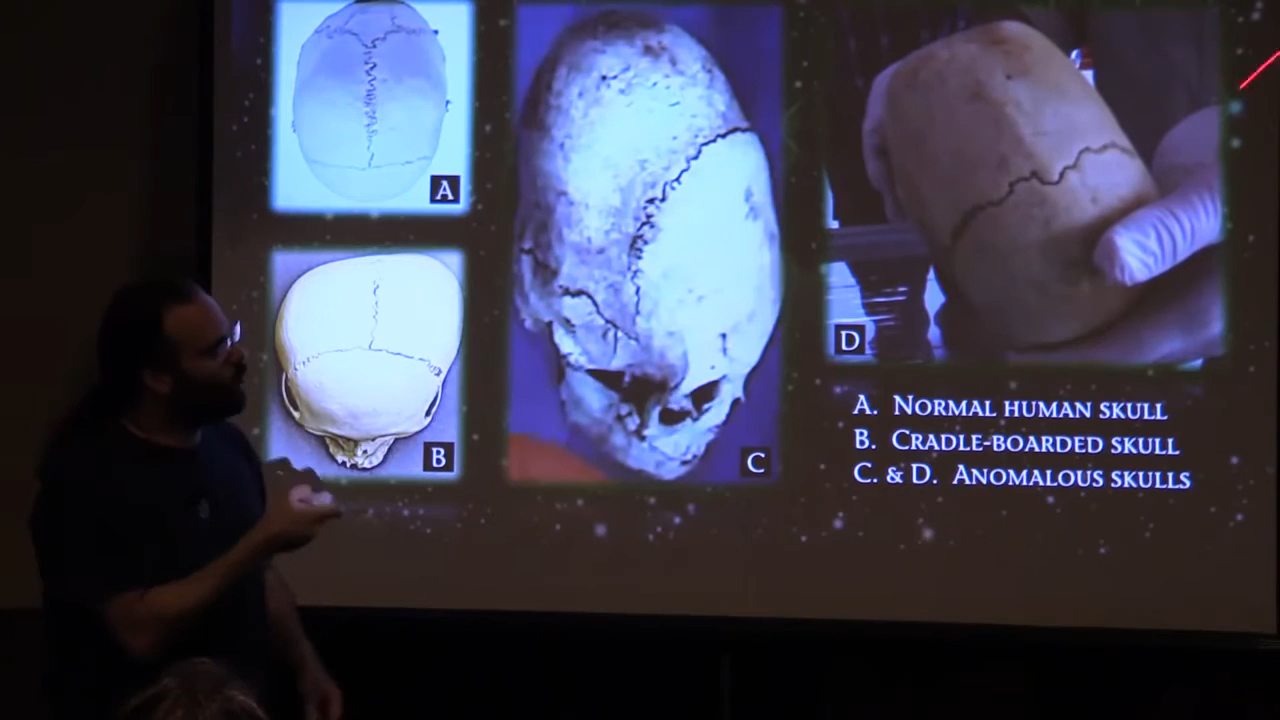 A
B
C
D
A. NORMAL HUMAN SKULL
B. CRADLE-BOARDED SKULL
C. & D. ANOMALOUS SKULLS